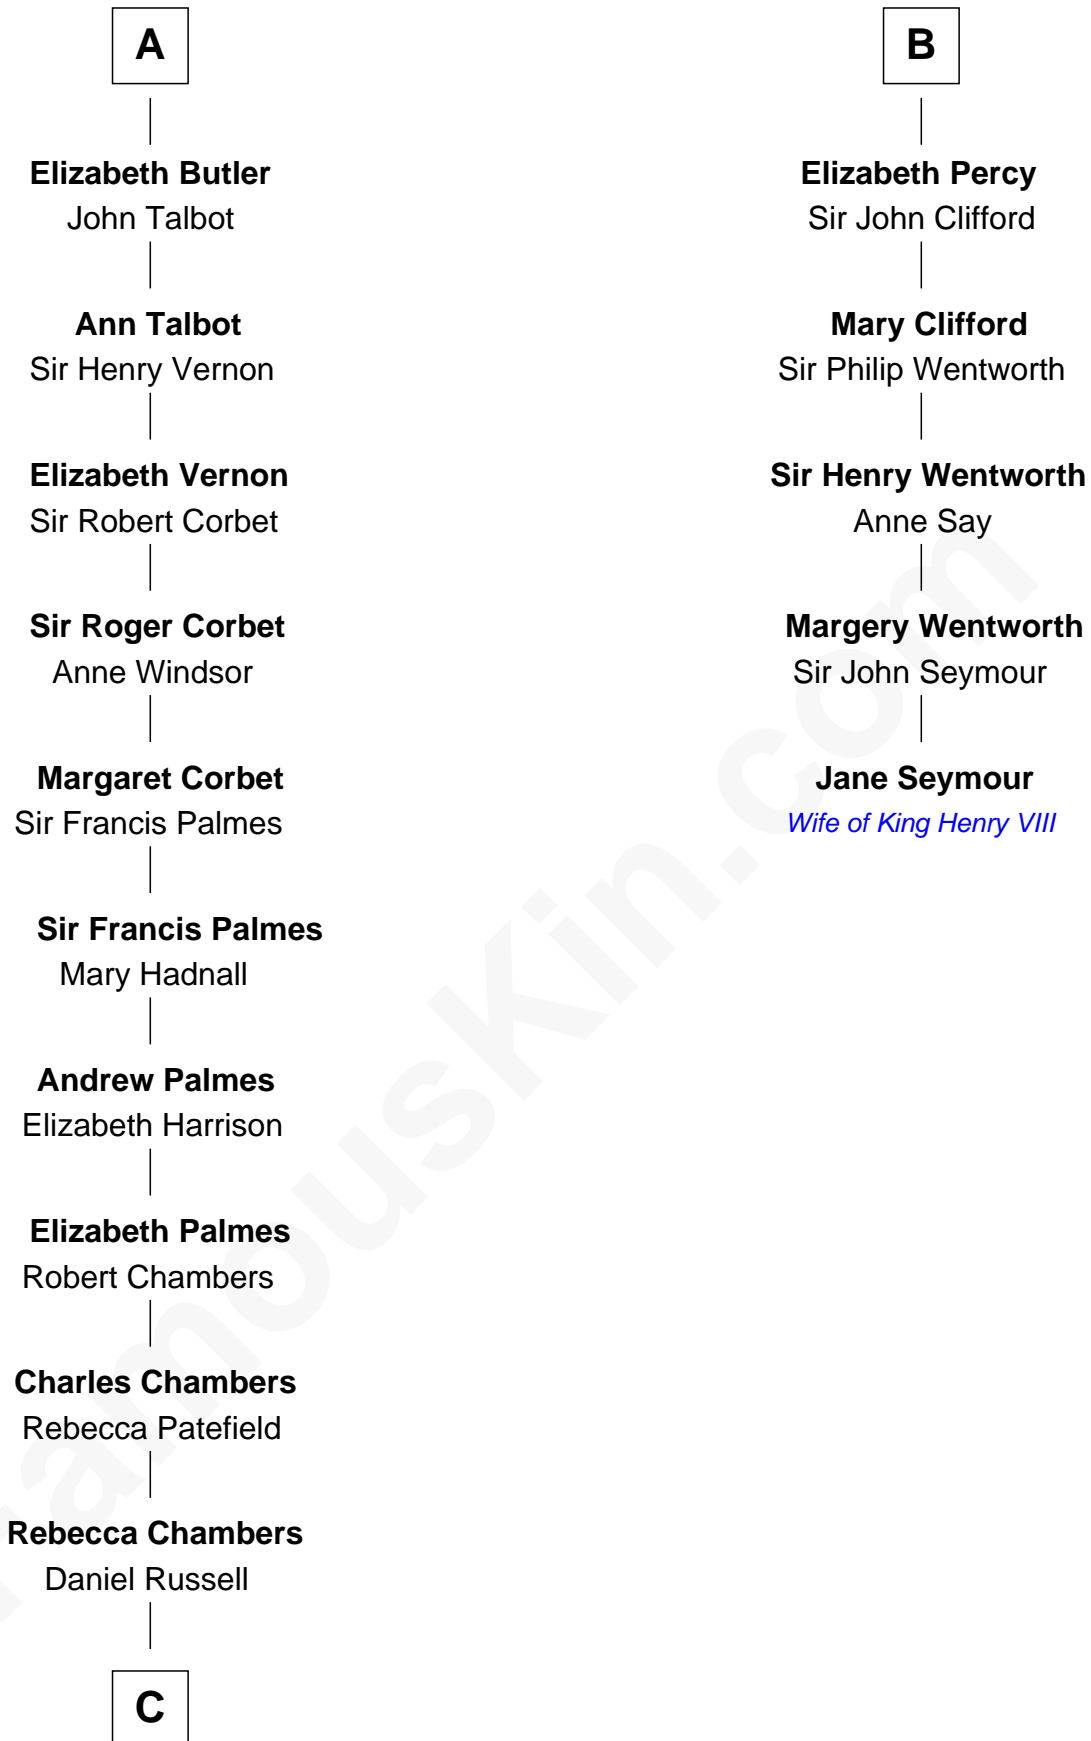 A
Elizabeth Butler
John Talbot
Ann Talbot
Sir Henry Vernon
Elizabeth Vernon
Sir Robert Corbet
Sir Roger Corbet
Anne Windsor
Margaret Corbet
Sir Francis Palmes
Sir Francis Palmes
Mary Hadnall
Andrew Palmes
Elizabeth Harrison
Elizabeth Palmes
Robert Chambers
Charles Chambers
Rebecca Patefield
Rebecca Chambers
Daniel Russell
C
B
Elizabeth Percy
Sir John Clifford
Mary Clifford
Sir Philip Wentworth
Sir Henry Wentworth
Anne Say
Margery Wentworth
Sir John Seymour
Jane Seymour
Wife of King Henry VIII
FamousKin.com